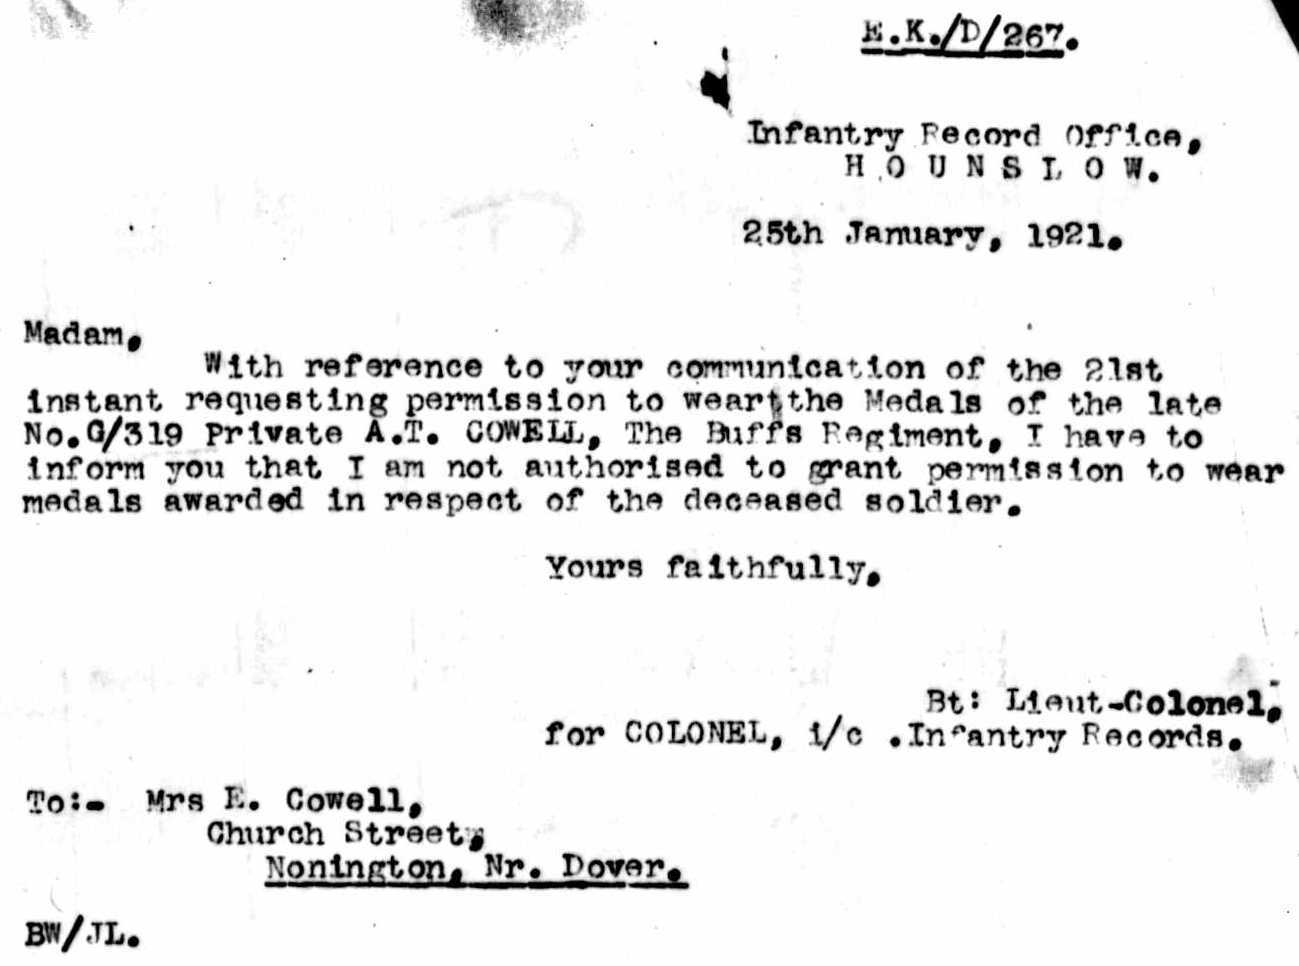 E.K./D/267.
Infantry Record Office,
H O U N S L O W.
25th January, 1921.
Madam,
With reference to your communication of the 21st
instant requesting permission to wear the Medals of the late
No.G/319 Private A.T. COWELL, The Buffs Regiment, I have to
inform you that I am not authorised to grant permission to wear
medals awarded in respect of the deceased soldier.
Yours faithfully,
Bt: Lieut-Colonel,
for COLONEL, i/c .Infantry Records.
To:- Mrs E. Cowell,
Church Street,
Nonington, Nr. Dover.
BW/JL.